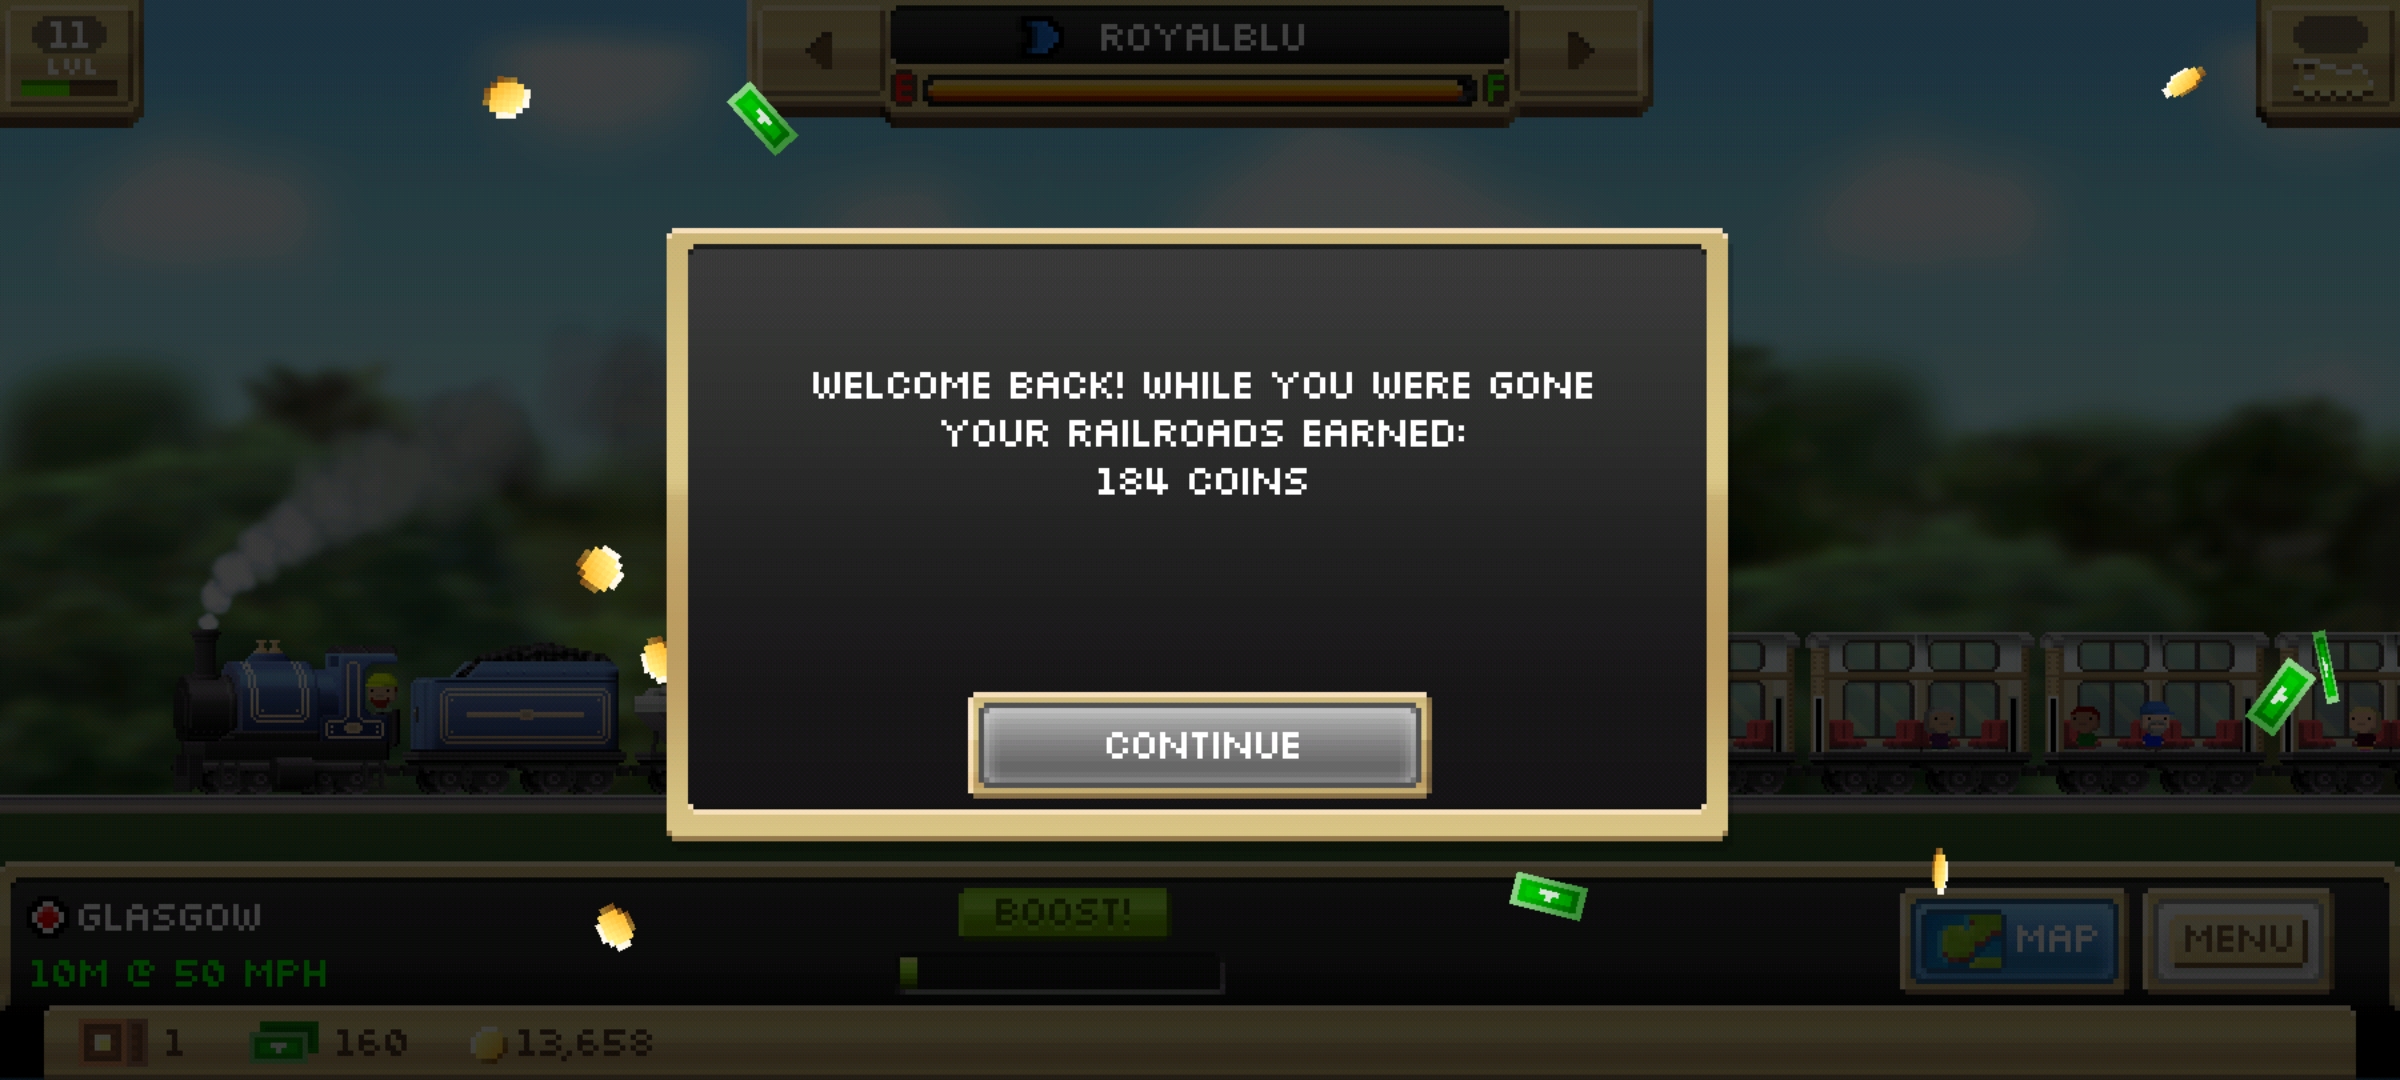 11
LVL
ROYALBLU
E F
WELCOME BACK! WHILE YOU WERE GONE
YOUR RAILROADS EARNED:
184 COINS
CONTINUE
GLASGOW
10M @ 50 MPH
BOOST!
MAP
MENU
1 160 13,658